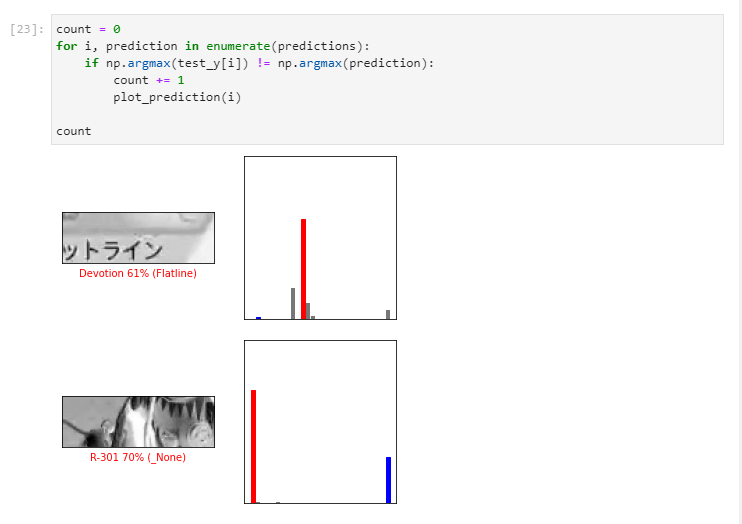 [23]:
count = 0
for i, prediction in enumerate(predictions):
    if np.argmax(test_y[i]) != np.argmax(prediction):
        count += 1
        plot_prediction(i)
count
ットライン
Devotion 61% (Flatline)
R-301 70% (_None)